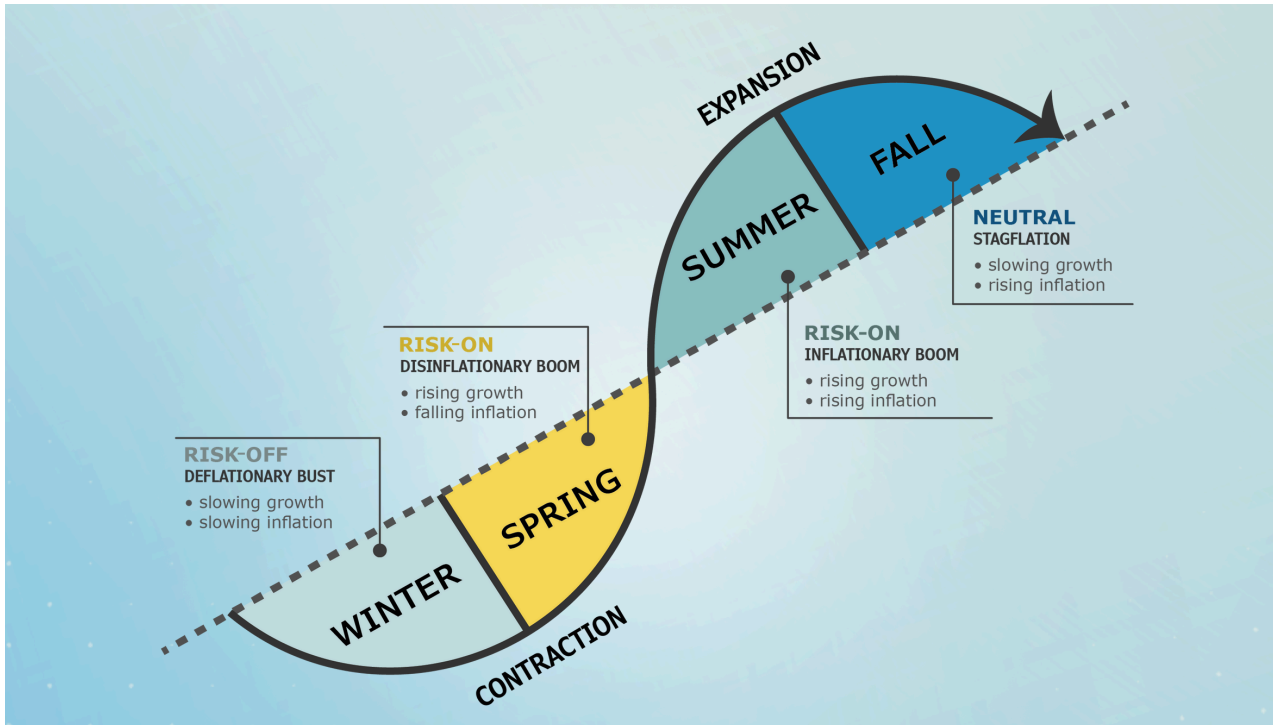 EXPANSION
FALL
SUMMER
NEUTRAL
STAGFLATION
• slowing growth
• rising inflation
RISK-ON
INFLATIONARY BOOM
• rising growth
• rising inflation
RISK-ON
DISINFLATIONARY BOOM
• rising growth
• falling inflation
RISK-OFF
DEFLATIONARY BUST
• slowing growth
• slowing inflation
SPRING
WINTER
CONTRACTION